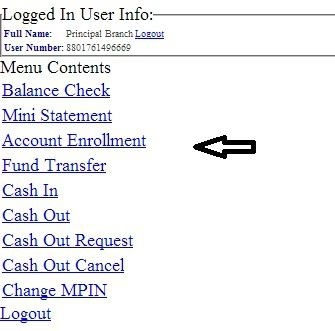 Logged In User Info:
Full Name: Principal Branch Logout
User Number: 8801761496669
Menu Contents
Balance Check
Mini Statement
Account Enrollment
Fund Transfer
Cash In
Cash Out
Cash Out Request
Cash Out Cancel
Change MPIN
Logout